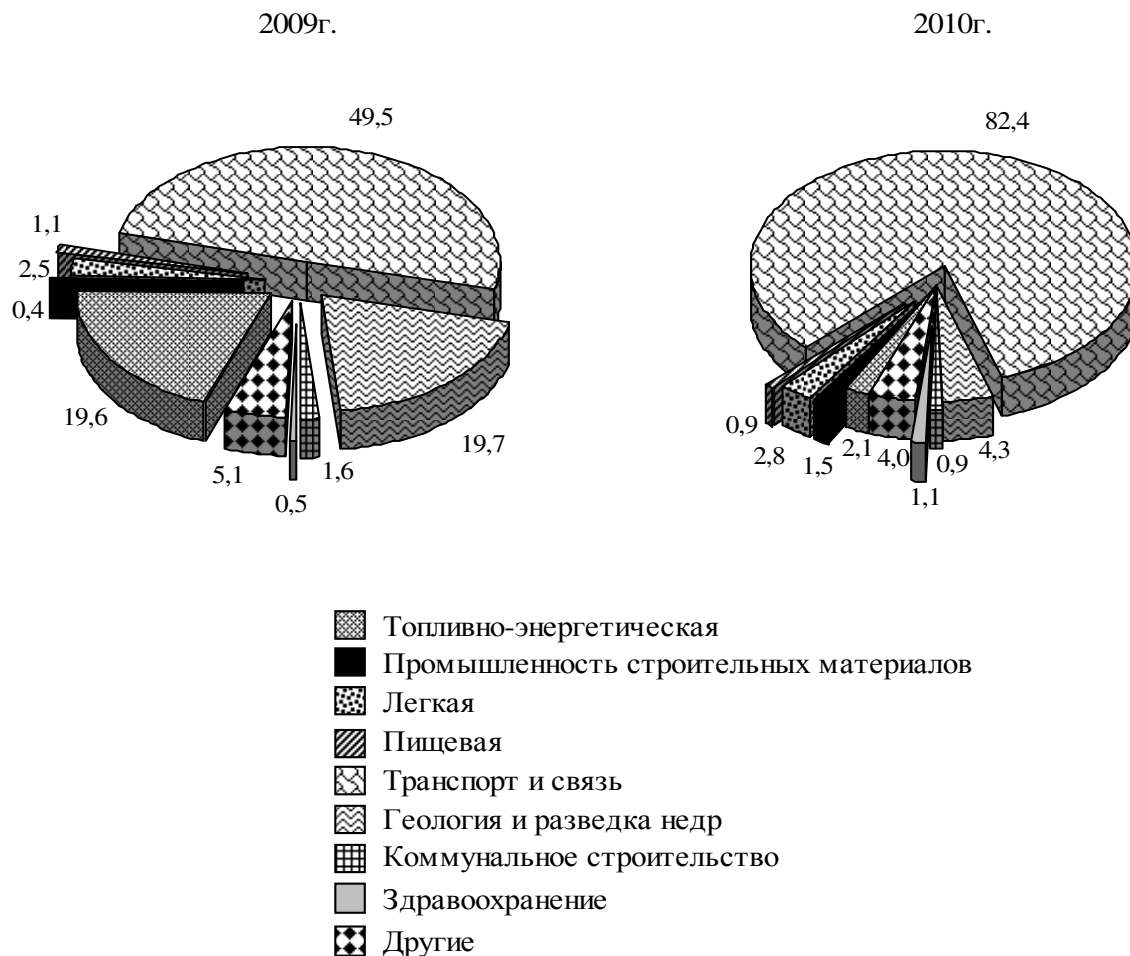 2009г.
2010г.
49,5
1,1
2,5
0,4
19,6
5,1
0,5
1,6
19,7
82,4
0,9
2,8
1,5
2,1
4,0
1,1
0,9
4,3
Топливно-энергетическая
Промышленность строительных материалов
Легкая
Пищевая
Транспорт и связь
Геология и разведка недр
Коммунальное строительство
Здравоохранение
Другие